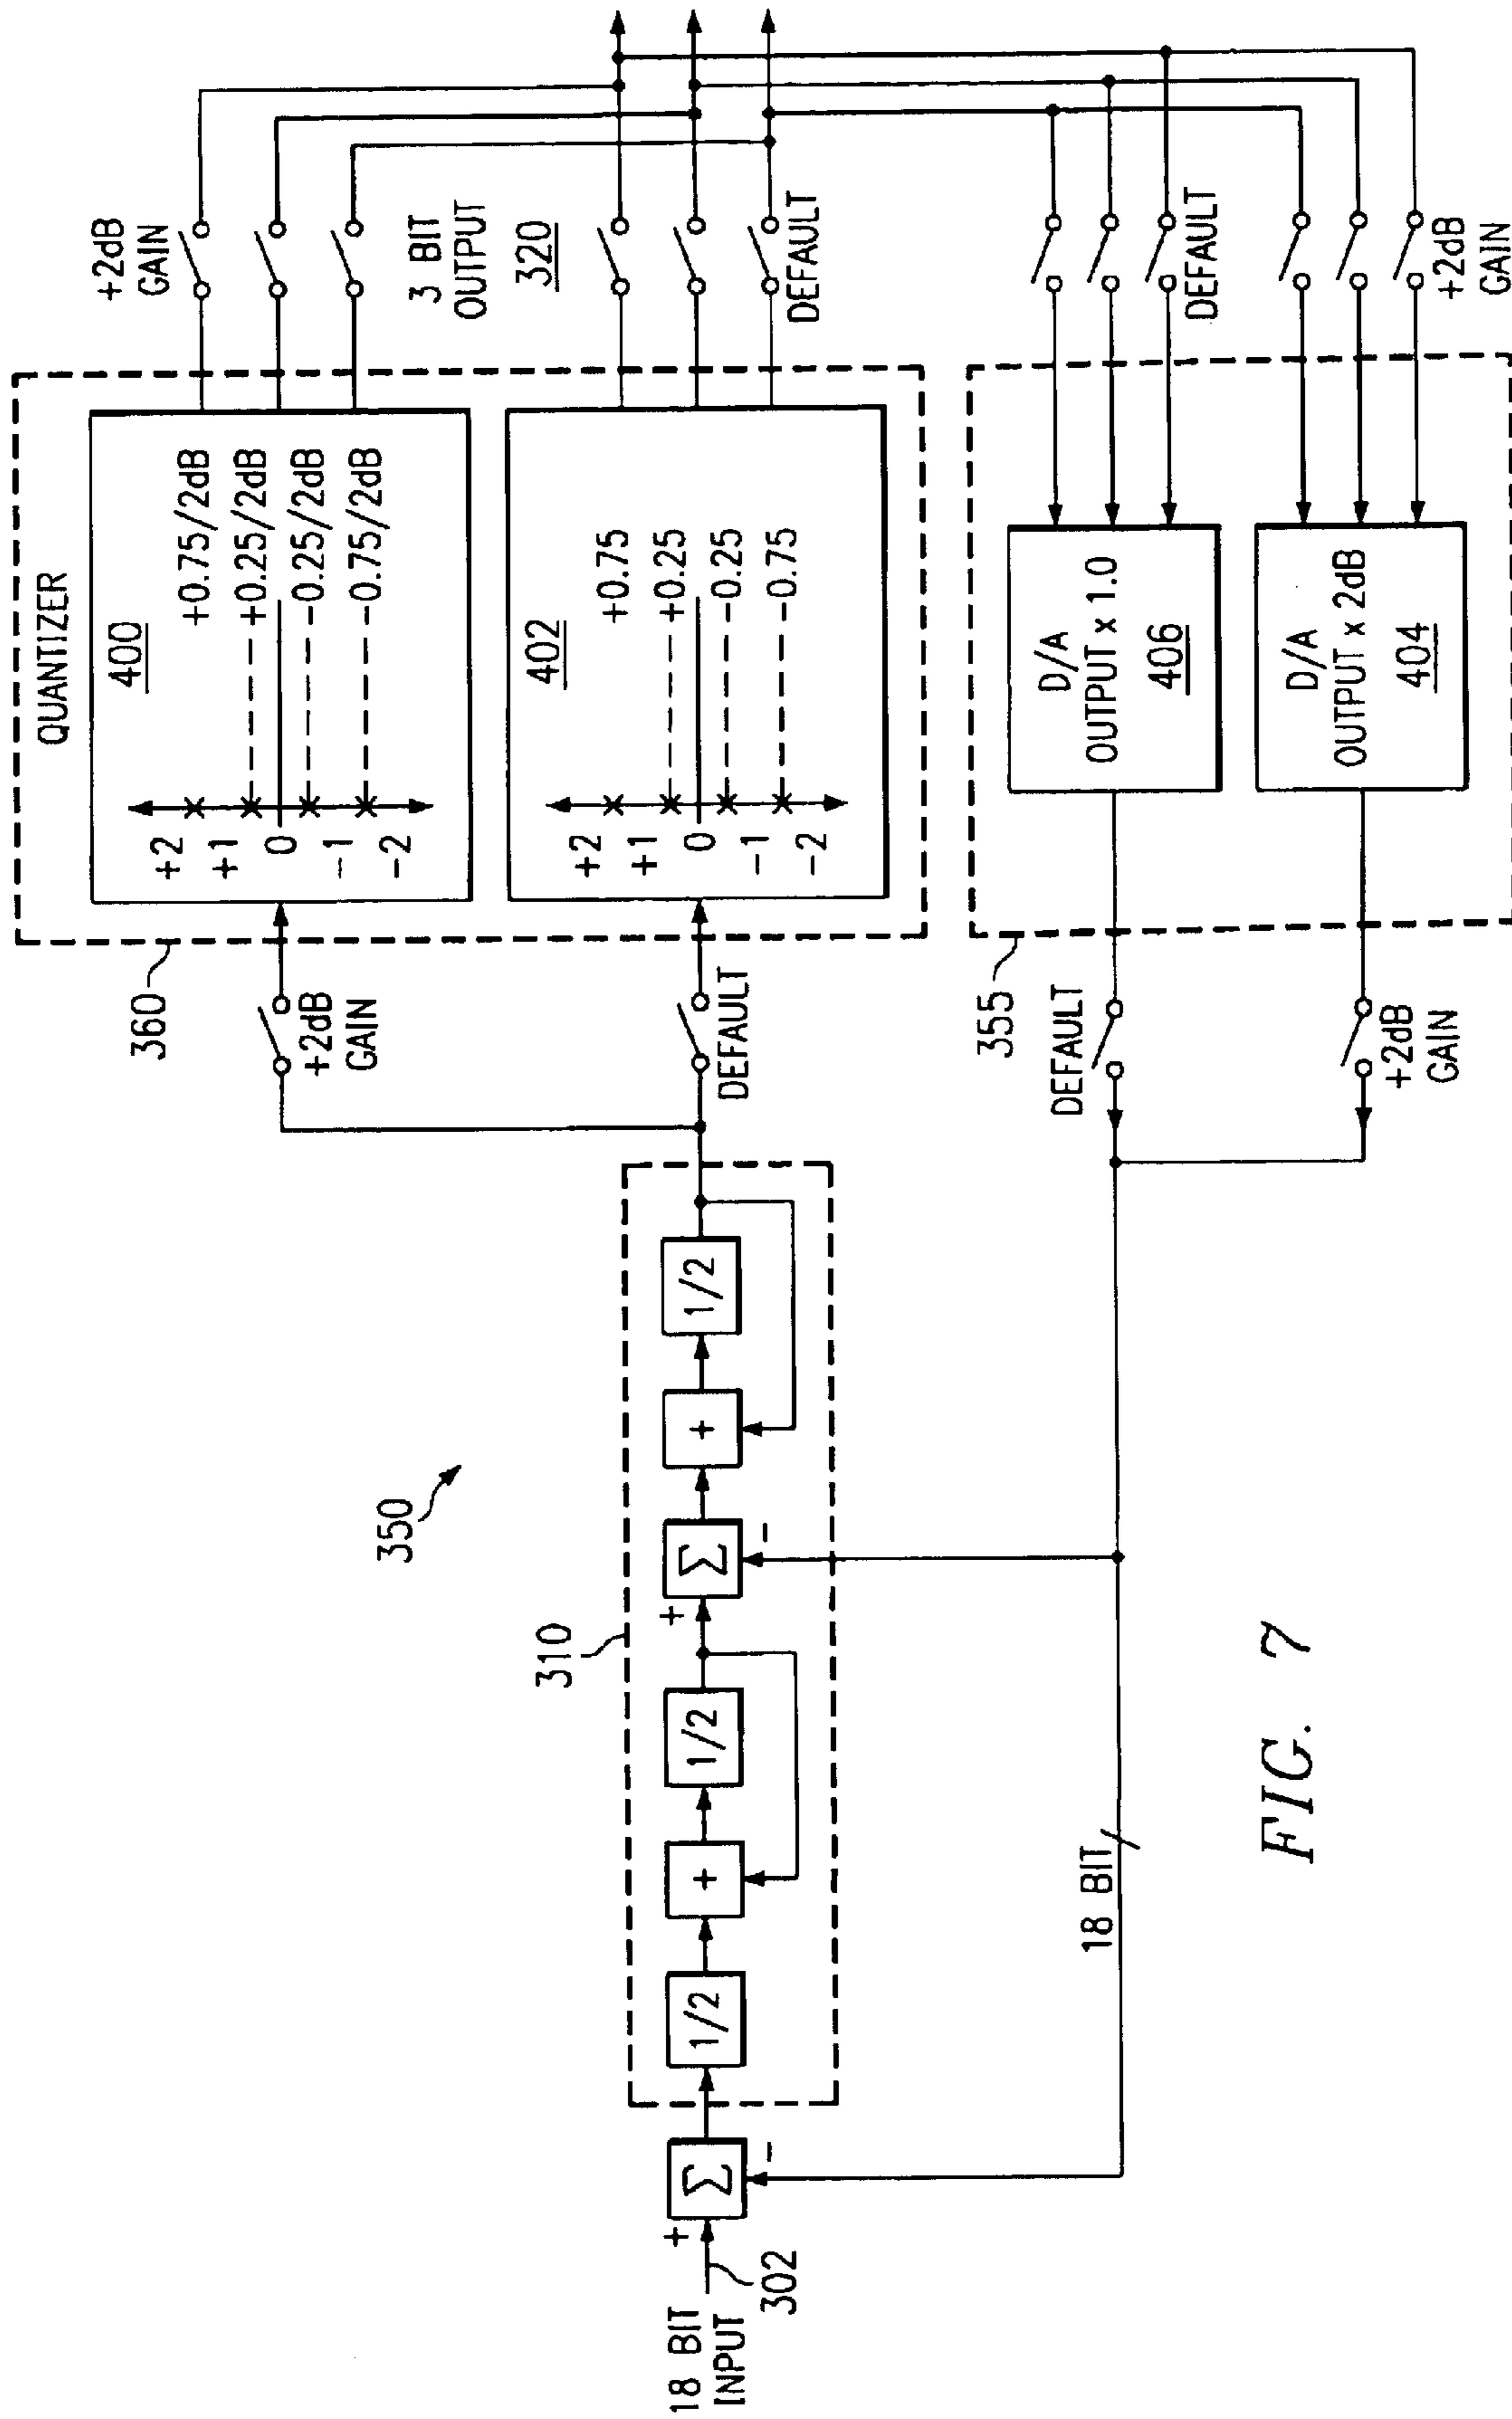 350
18 BIT
INPUT
302
+
Σ
-
310
1/2
+
1/2
+
Σ
-
+
1/2
18 BIT
360
+2dB
GAIN
DEFAULT
QUANTIZER
400
+2
+1
0
-1
-2
+0.75/2dB
+0.25/2dB
-0.25/2dB
-0.75/2dB
402
+2
+1
0
-1
-2
+0.75
+0.25
-0.25
-0.75
+2dB
GAIN
3 BIT
OUTPUT
320
DEFAULT
355
DEFAULT
+2dB
GAIN
D/A
OUTPUT x 1.0
406
D/A
OUTPUT x 2dB
404
DEFAULT
+2dB
GAIN
FIG. 7